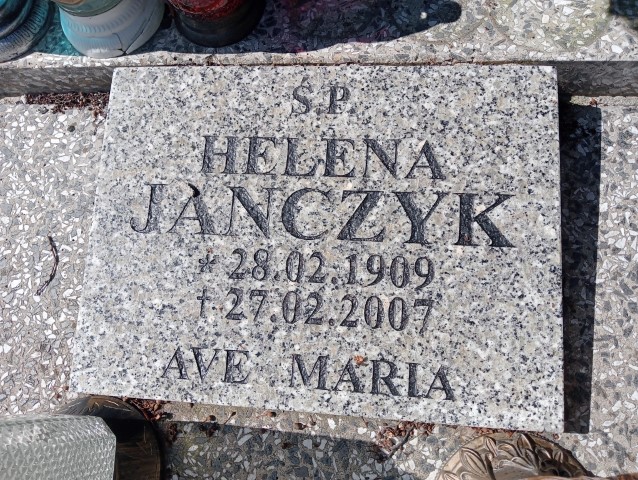 Ś.P.
HELENA
JANCZYK
* 28.02.1909
† 27.02.2007
AVE MARIA